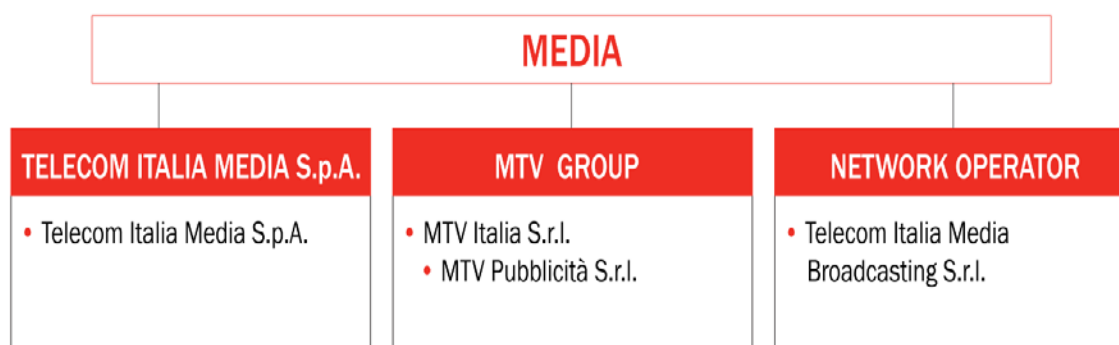 MEDIA
TELECOM ITALIA MEDIA S.p.A.
• Telecom Italia Media S.p.A.
MTV GROUP
• MTV Italia S.r.l.
• MTV Pubblicità S.r.l.
NETWORK OPERATOR
• Telecom Italia Media
Broadcasting S.r.l.